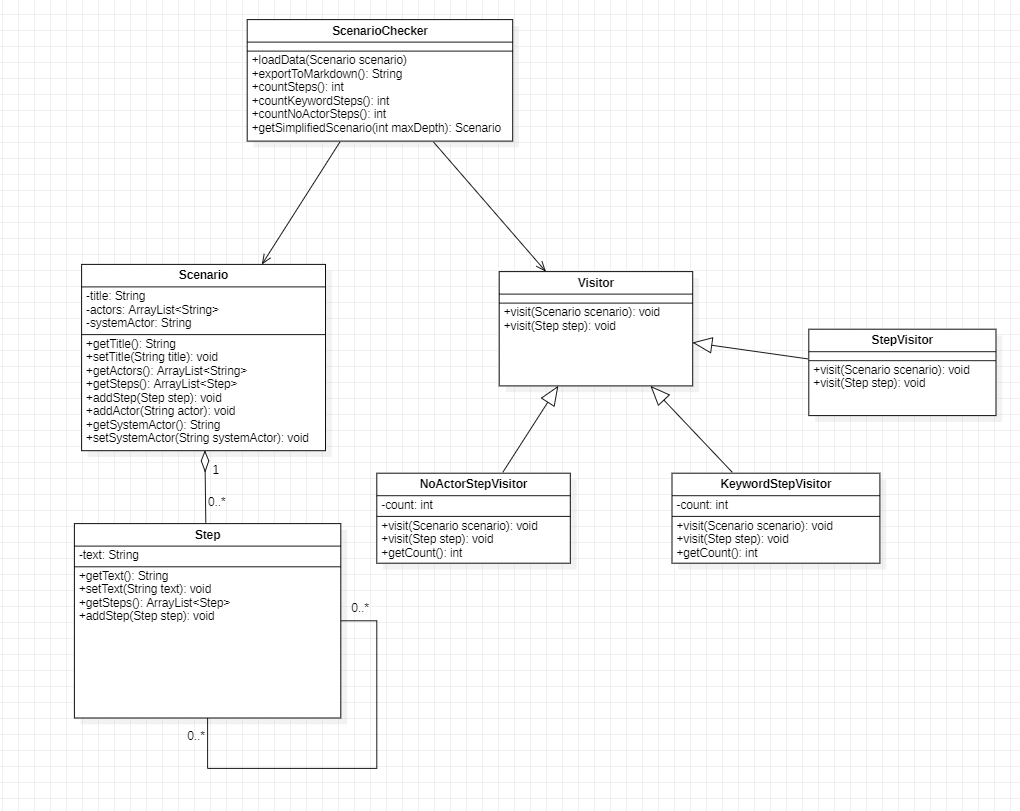 ScenarioChecker
+loadData(Scenario scenario)
+exportToMarkdown(): String
+countSteps(): int
+countKeywordSteps(): int
+countNoActorSteps(): int
+getSimplifiedScenario(int maxDepth): Scenario
Scenario
-title: String
-actors: ArrayList<String>
-systemActor: String
+getTitle(): String
+setTitle(String title): void
+getActors(): ArrayList<String>
+getSteps(): ArrayList<Step>
+addStep(Step step): void
+addActor(String actor): void
+getSystemActor(): String
+setSystemActor(String systemActor): void
Visitor
+visit(Scenario scenario): void
+visit(Step step): void
StepVisitor
+visit(Scenario scenario): void
+visit(Step step): void
1
0..*
NoActorStepVisitor
-count: int
+visit(Scenario scenario): void
+visit(Step step): void
+getCount(): int
KeywordStepVisitor
-count: int
+visit(Scenario scenario): void
+visit(Step step): void
+getCount(): int
Step
-text: String
+getText(): String
+setText(String text): void
+getSteps(): ArrayList<Step>
+addStep(Step step): void
0..*
0..*